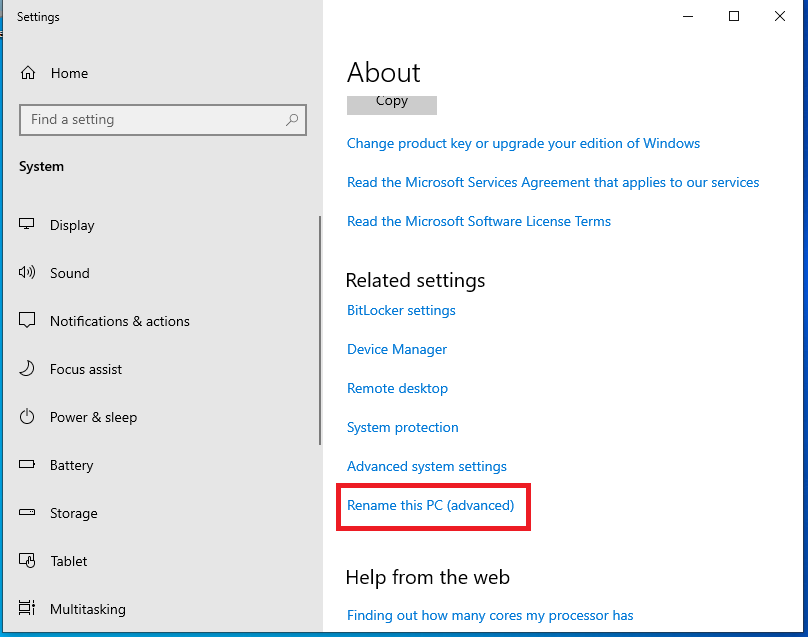 Settings
Home
Find a setting
System
Display
Sound
Notifications & actions
Focus assist
Power & sleep
Battery
Storage
Tablet
Multitasking
About
Copy
Change product key or upgrade your edition of Windows
Read the Microsoft Services Agreement that applies to our services
Read the Microsoft Software License Terms
Related settings
BitLocker settings
Device Manager
Remote desktop
System protection
Advanced system settings
Rename this PC (advanced)
Help from the web
Finding out how many cores my processor has